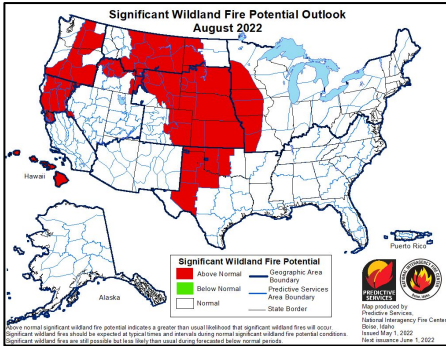 Significant Wildland Fire Potential Outlook
August 2022
Hawaii
Alaska
Puerto Rico
Significant Wildland Fire Potential
Above Normal
Below Normal
Normal
Geographic Area
Boundary
Predictive Services
Area Boundary
State Border
PREDICTIVE
SERVICES
Map produced by
Predictive Services,
National Interagency Fire Center
Boise, Idaho
Issued May 1, 2022
Next issuance June 1, 2022
Above normal significant wildland fire potential indicates a greater than usual likelihood that significant wildland fires will occur.
Significant wildland fires should be expected at typical times and intervals during normal significant wildland fire potential conditions.
Significant wildland fires are still possible but less likely than usual during forecasted below normal periods.